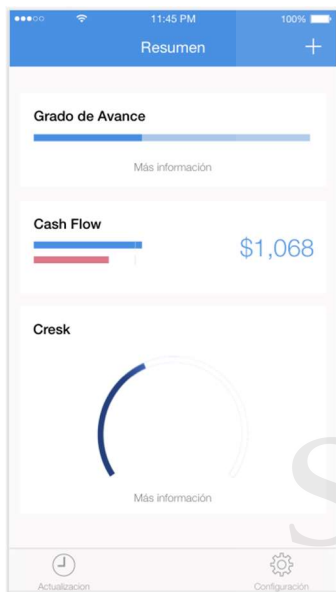 11:45 PM 100%
Resumen
Grado de Avance
Más información
Cash Flow
$1,068
Cresk
Más información
S
Actualizacion Configuración